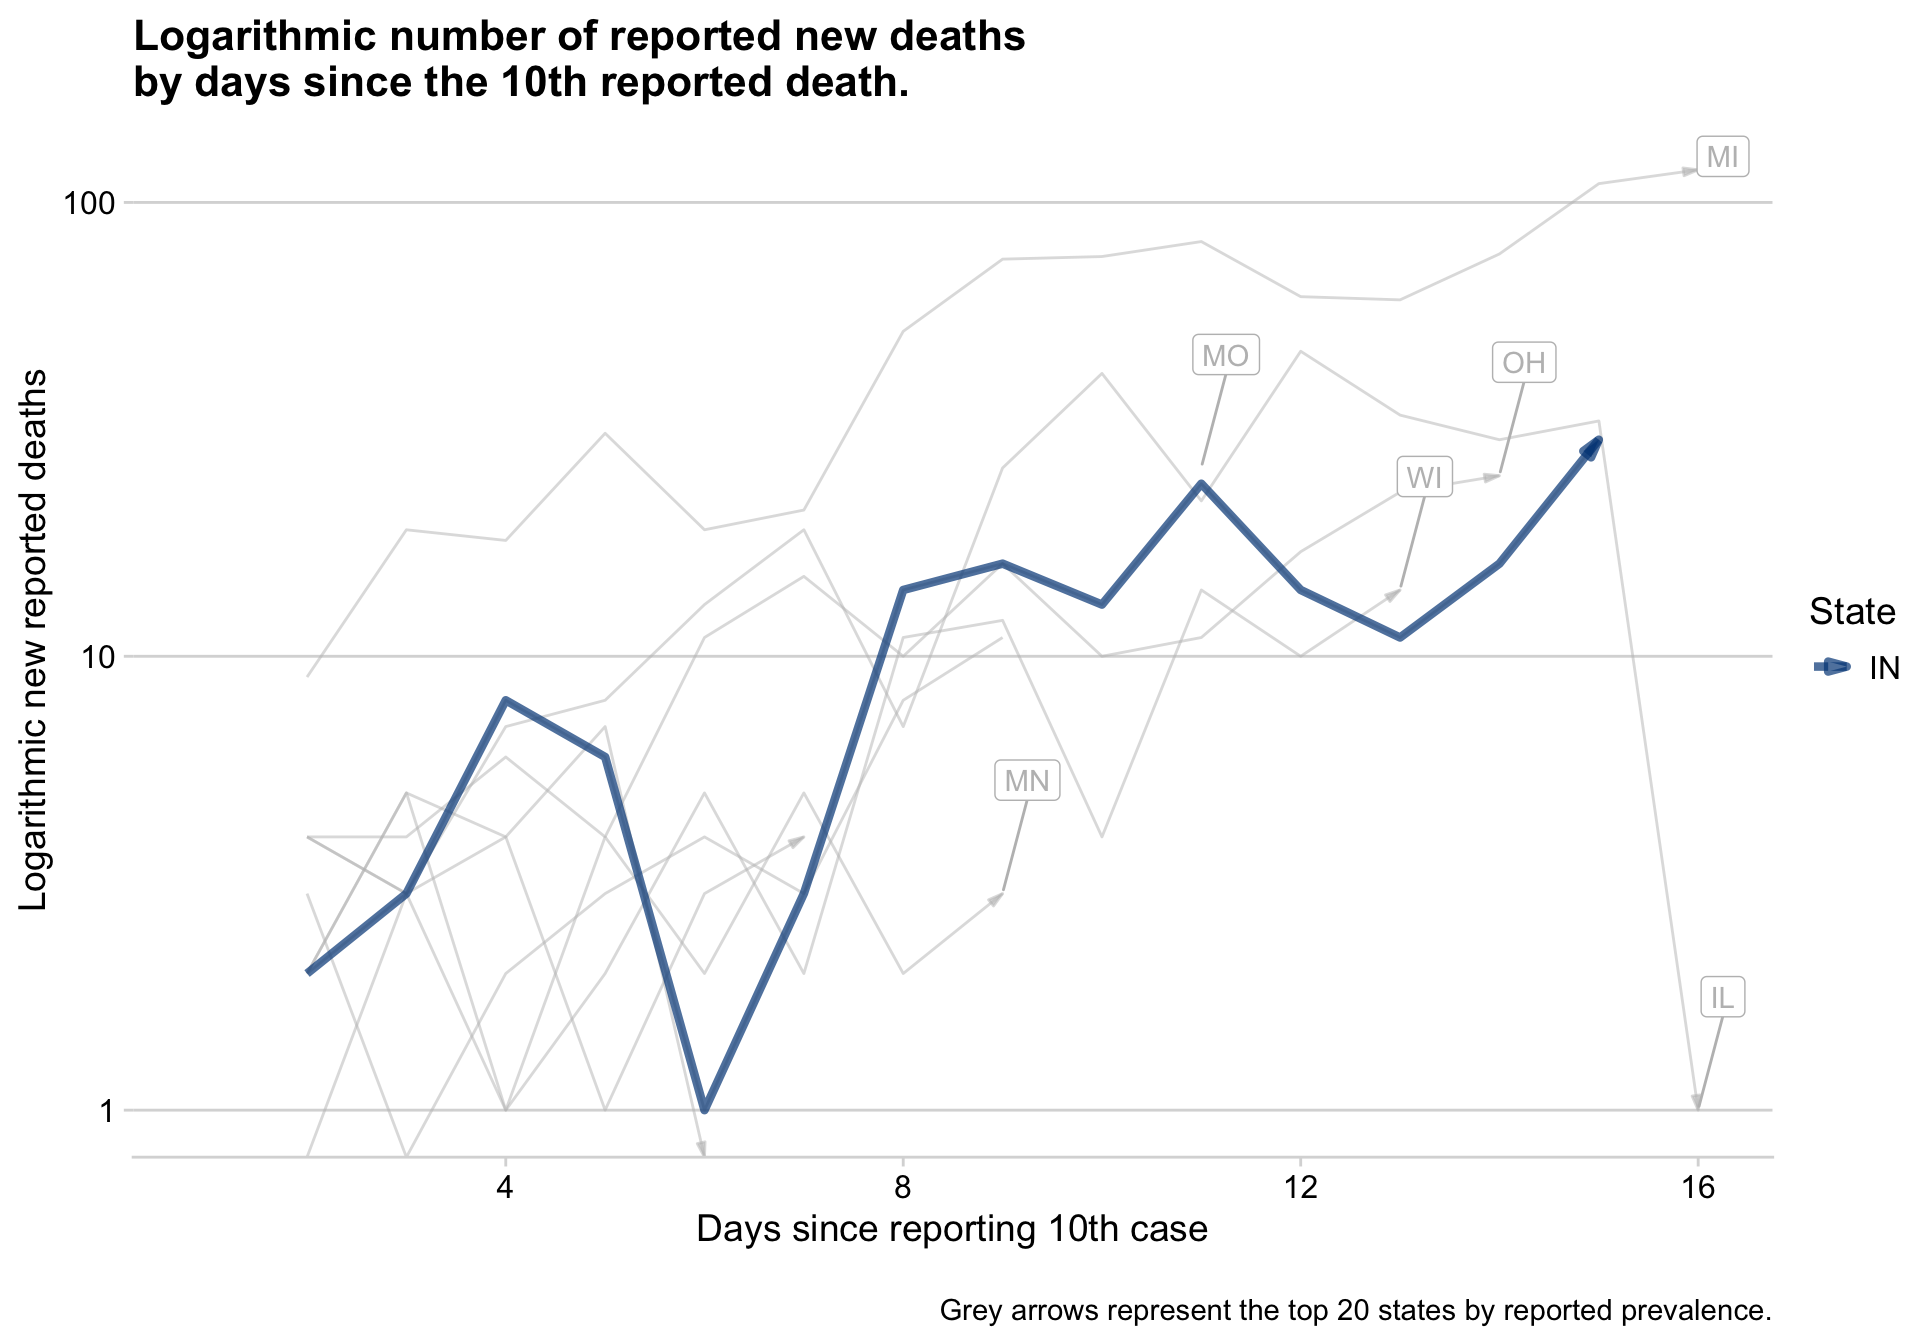 Logarithmic number of reported new deaths
by days since the 10th reported death.
Logarithmic new reported deaths
100
10
1
MI
MO
OH
WI
MN
IL
State
IN
4
8
12
16
Days since reporting 10th case
Grey arrows represent the top 20 states by reported prevalence.